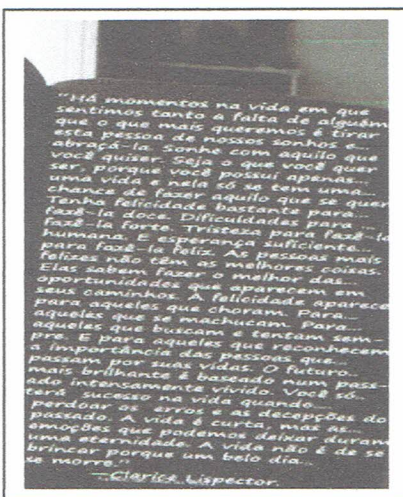 "Há momentos na vida em que
sentimos tanto a falta de alguém
que o que mais queremos é tirar
esta pessoa de nossos sonhos e...
abraçá-la. Sonhe com aquilo que
você quiser. Seja o que você quer
ser, porque você possui apenas...
uma vida e nela só se tem uma...
chance de fazer aquilo que se quer
Tenha felicidade bastante para...
fazê-la doce. Dificuldades para ...
fazê-la forte. Tristeza para fazê-la
humana. E esperança suficiente...
para fazê-la feliz. As pessoas mais
felizes não têm as melhores coisas.
Elas sabem fazer o melhor das...
oportunidades que aparecem em
seus caminhos. A felicidade aparece
para aqueles que choram. Para...
aqueles que se machucam. Para...
aqueles que buscam e tentam sem-
pre. E para aqueles que reconhecem
a importância das pessoas que...
passam por suas vidas. O futuro...
mais brilhante é baseado num pass-
ado intensamente vivido. Você só..
terá sucesso na vida quando...
perdoar os erros e as decepções do
passado. A vida é curta, mas as...
emoções que podemos deixar duram
uma eternidade. A vida não é de se
brincar porque um belo dia...
se morre."
Clarice Lispector.